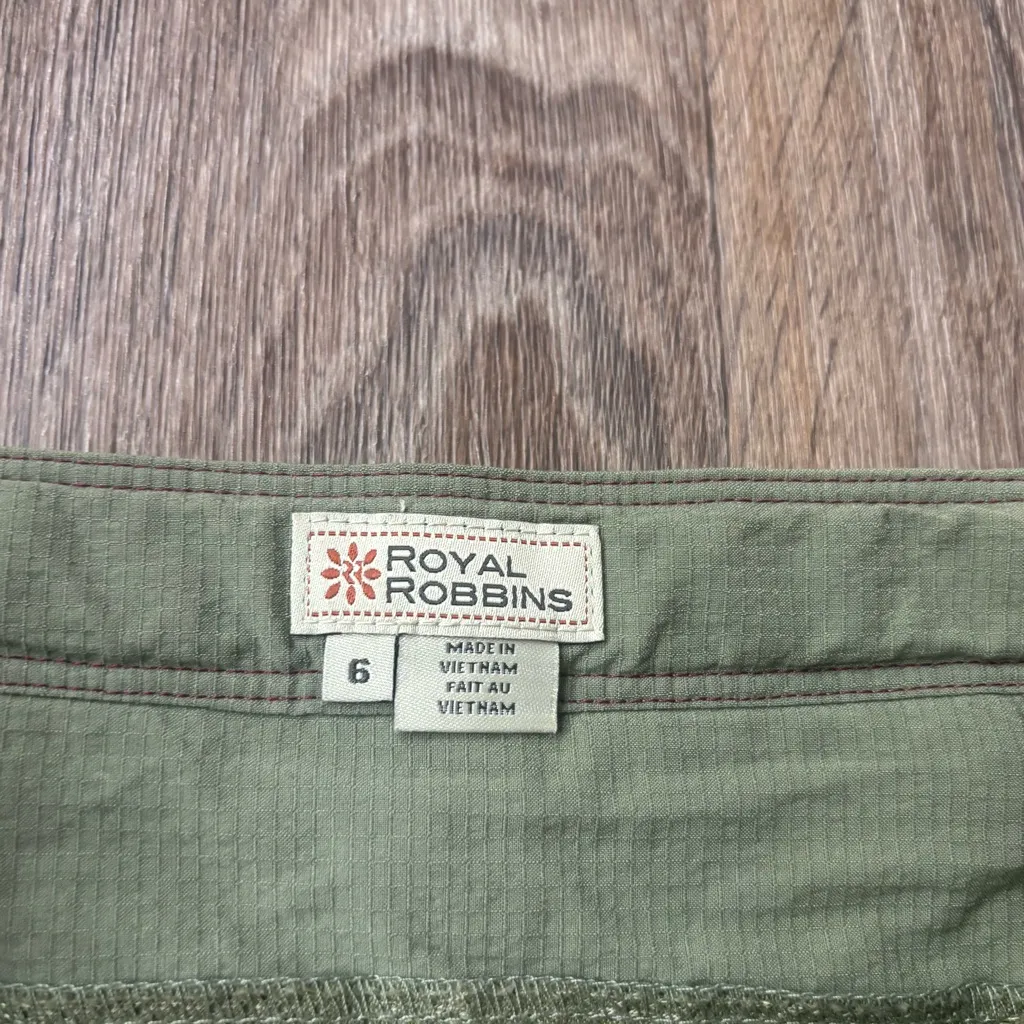 ROYAL
ROBBINS
6
MADE IN
VIETNAM
FAIT AU
VIETNAM